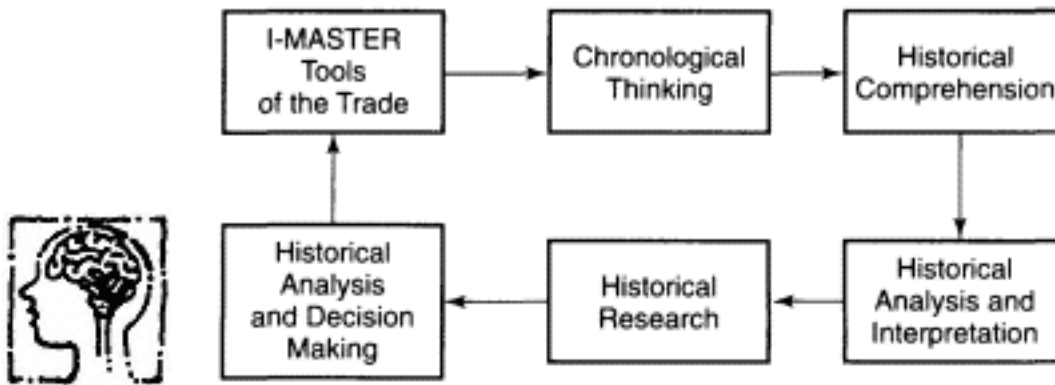 I-MASTER
Tools
of the Trade
Chronological
Thinking
Historical
Comprehension
Historical
Analysis and
Interpretation
Historical
Research
Historical
Analysis
and Decision
Making